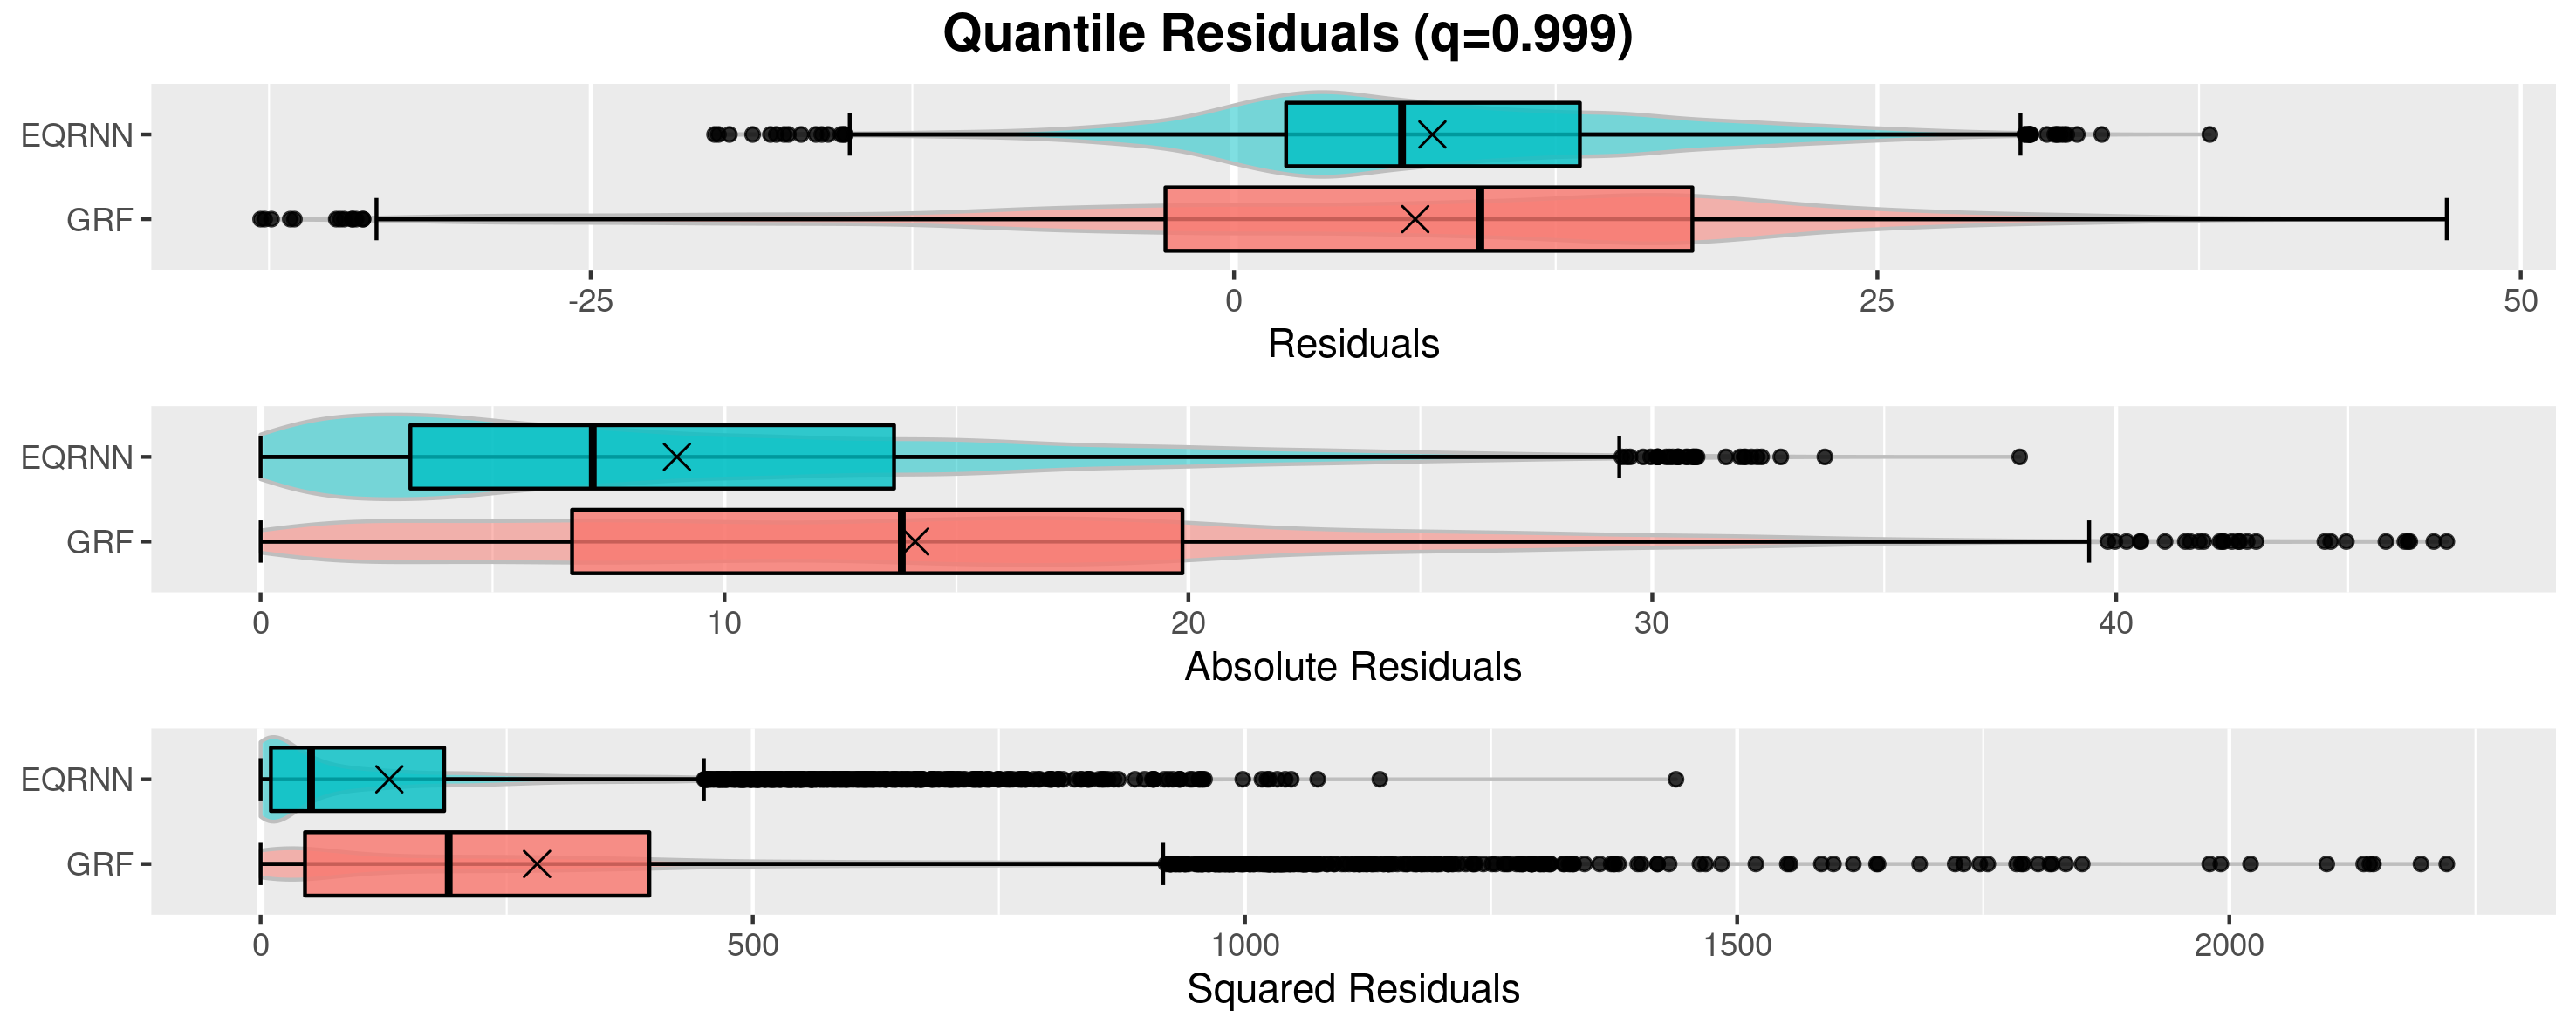 Quantile Residuals (q=0.999)
EQRNN
GRF
-25 0 25 50
Residuals
EQRNN
GRF
0 10 20 30 40
Absolute Residuals
EQRNN
GRF
0 500 1000 1500 2000
Squared Residuals